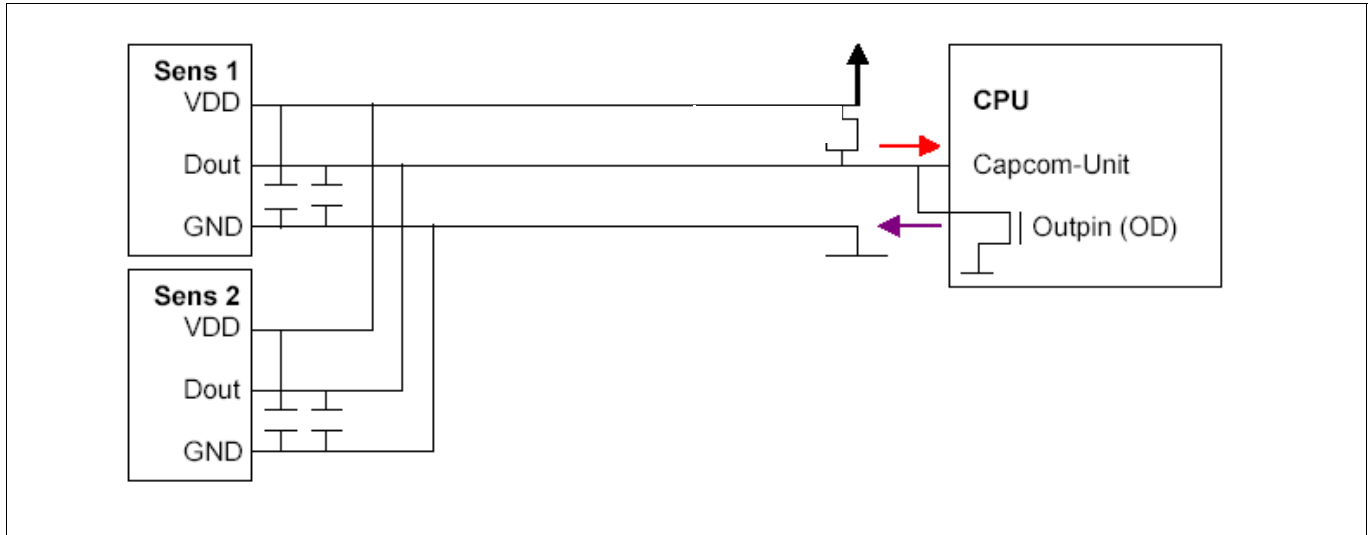 Sens 1
VDD
Dout
GND
Sens 2
VDD
Dout
GND
CPU
Capcom-Unit
Outpin (OD)